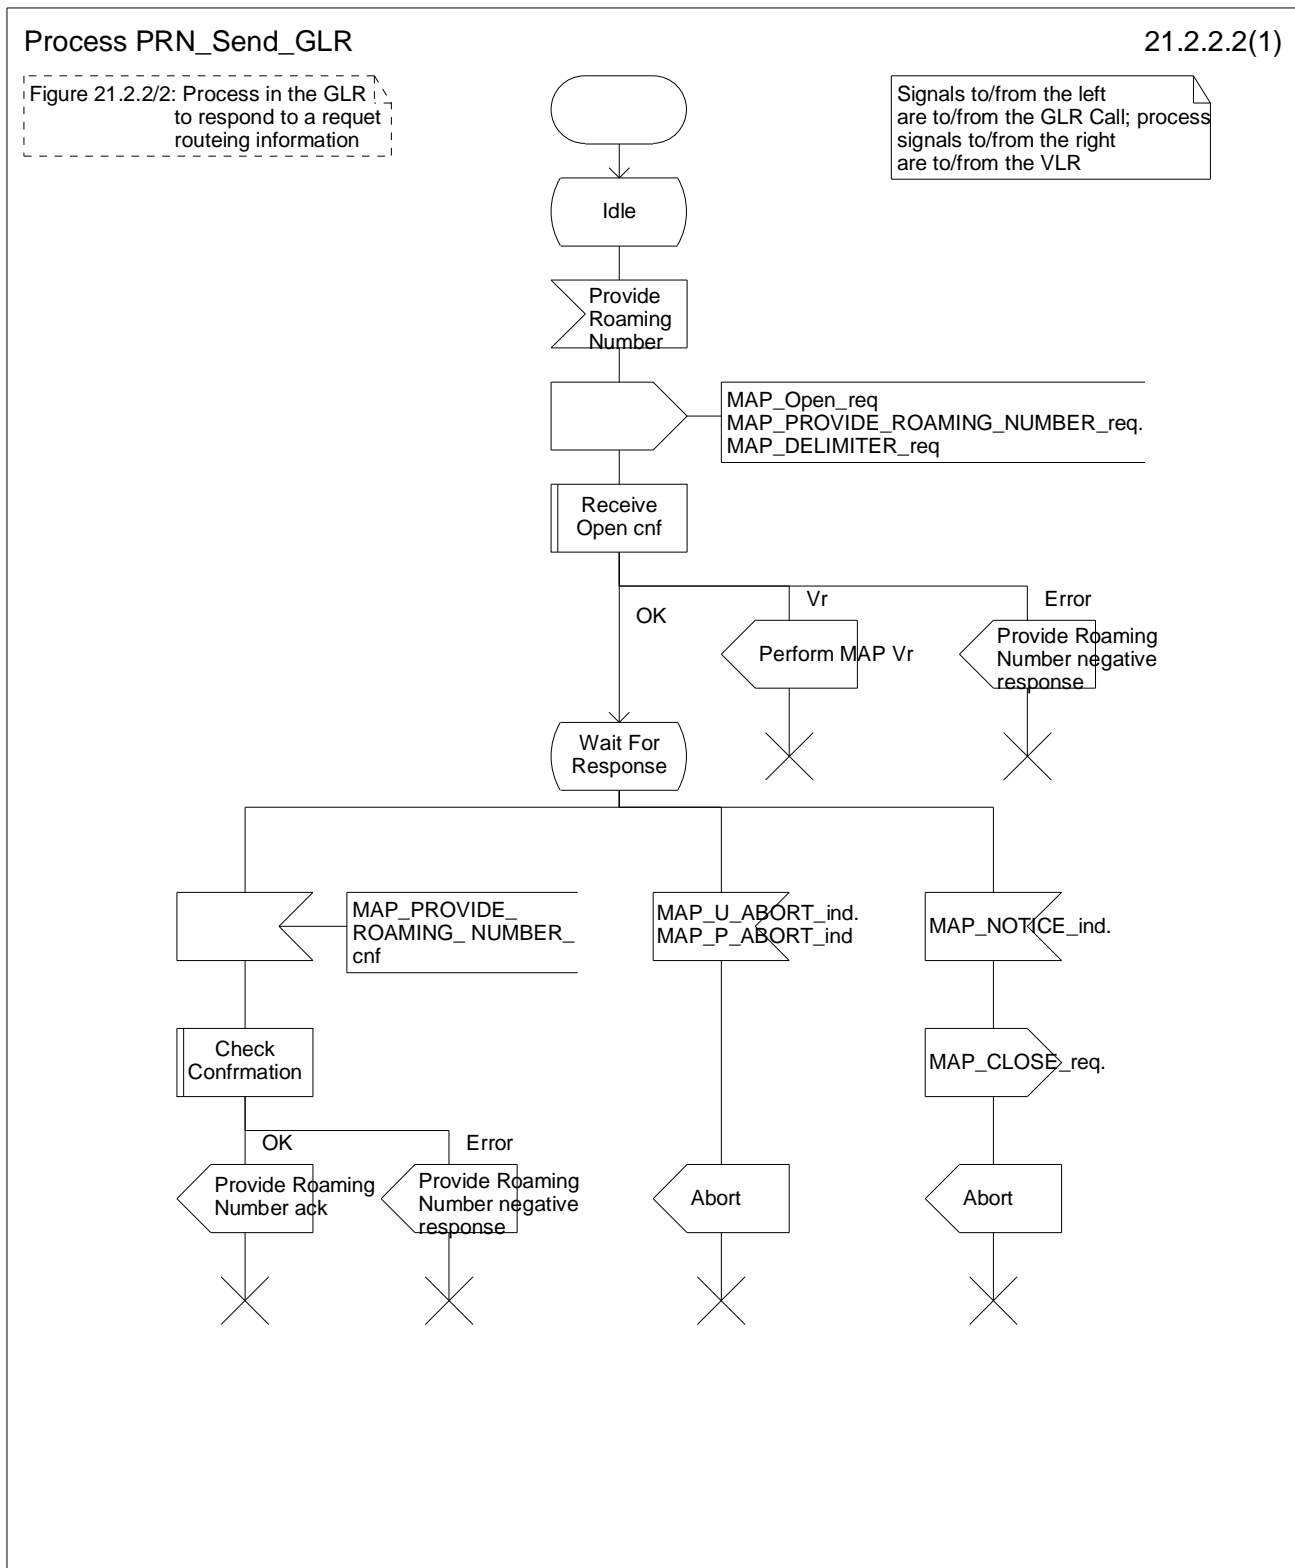 Process PRN_Send_GLR
21.2.2.2(1)
Figure 21.2.2/2: Process in the GLR
to respond to a requet
routeing information
Signals to/from the left
are to/from the GLR Call; process
signals to/from the right
are to/from the VLR
Idle
Provide
Roaming
Number
MAP_Open_req
MAP_PROVIDE_ROAMING_NUMBER_req.
MAP_DELIMITER_req
Receive
Open cnf
OK
Vr
Error
Perform MAP Vr
Provide Roaming
Number negative
response
Wait For
Response
MAP_PROVIDE_
ROAMING_ NUMBER_
cnf
MAP_U_ABORT_ind.
MAP_P_ABORT_ind
MAP_NOTICE_ind.
Check
Confrmation
MAP_CLOSE_req.
OK
Error
Provide Roaming
Number ack
Provide Roaming
Number negative
response
Abort
Abort